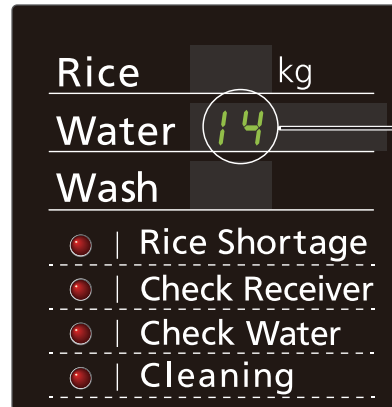 Rice kg
Water 14
Wash
Rice Shortage
Check Receiver
Check Water
Cleaning